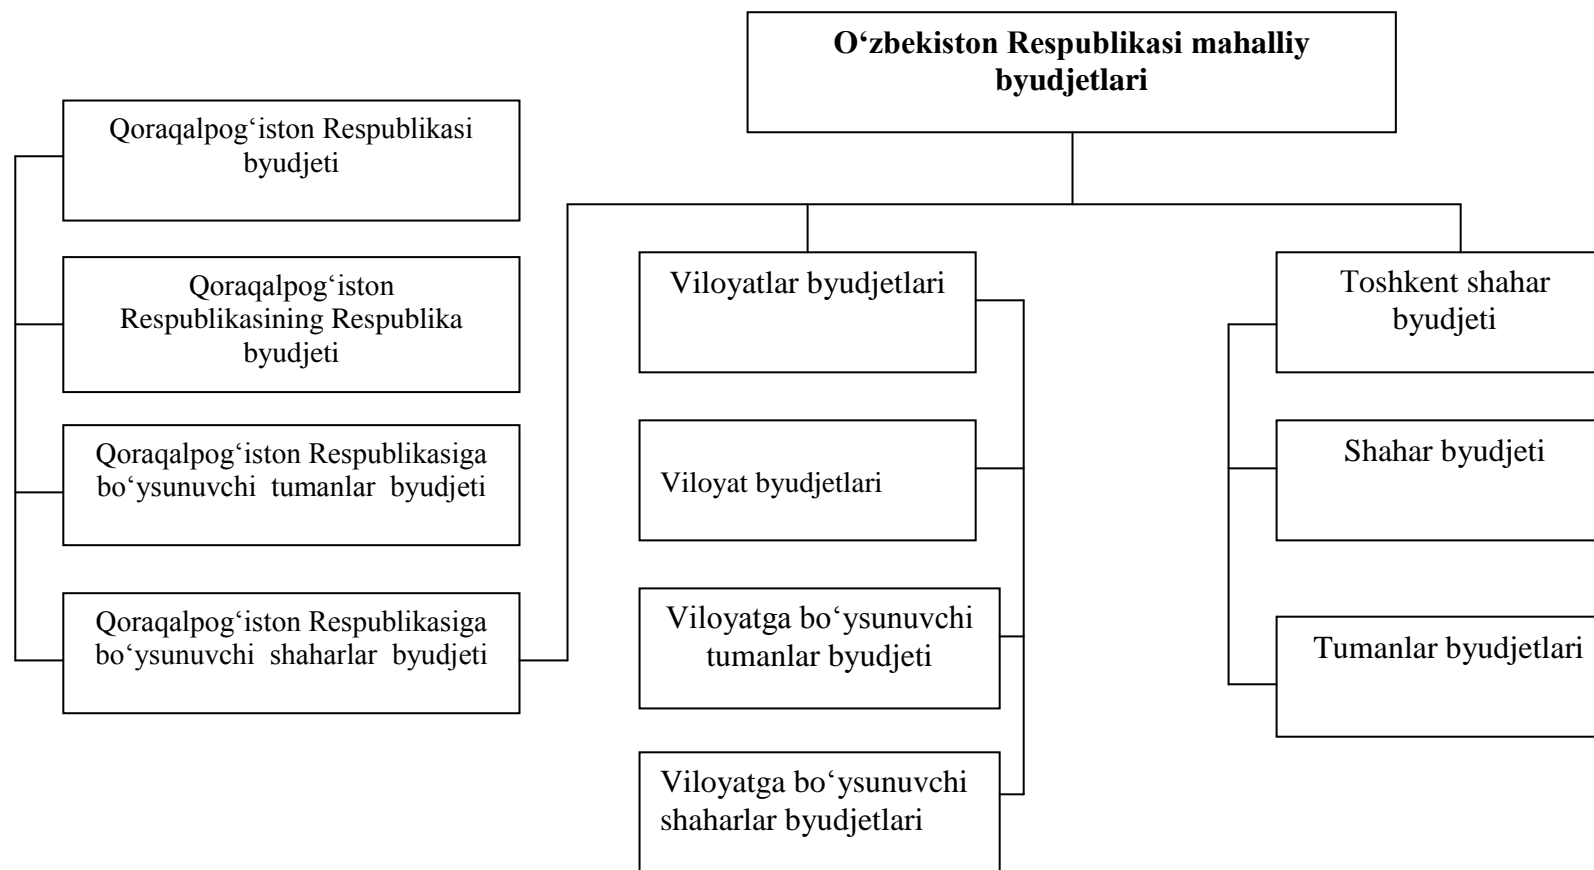 O‘zbekiston Respublikasi mahalliy
byudjetlari
Qoraqalpog‘iston Respublikasi
byudjeti
Qoraqalpog‘iston
Respublikasining Respublika
byudjeti
Qoraqalpog‘iston Respublikasiga
bo‘ysunuvchi tumanlar byudjeti
Qoraqalpog‘iston Respublikasiga
bo‘ysunuvchi shaharlar byudjeti
Viloyatlar byudjetlari
Viloyat byudjetlari
Viloyatga bo‘ysunuvchi
tumanlar byudjeti
Viloyatga bo‘ysunuvchi
shaharlar byudjetlari
Toshkent shahar
byudjeti
Shahar byudjeti
Tumanlar byudjetlari